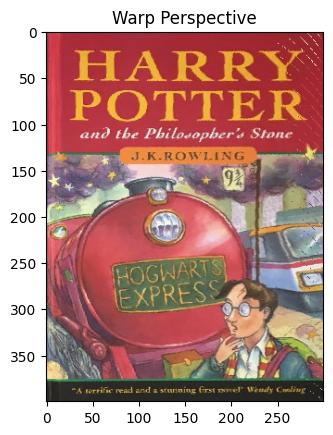 Warp Perspective
HARRY
POTTER
and the Philosopher's Stone
J.K.ROWLING
9¾
HOGWARTS
EXPRESS
"A terrific read and a stunning first novel" Wendy Cooling
0
50
100
150
200
250
300
350
0
50
100
150
200
250